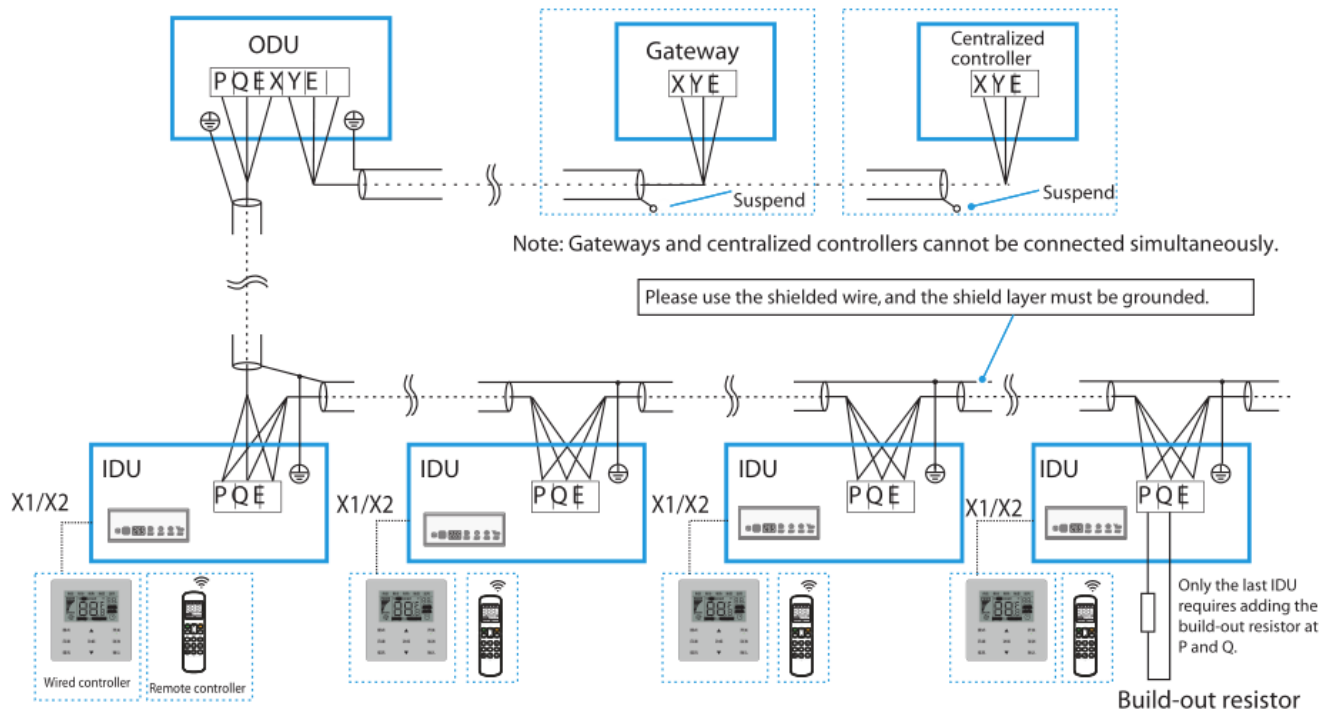 ODU
P Q E X Y E
Gateway
X Y E
Centralized
controller
X Y E
Suspend
Suspend
Note: Gateways and centralized controllers cannot be connected simultaneously.
Please use the shielded wire, and the shield layer must be grounded.
IDU
P Q E
X1/X2
IDU
P Q E
X1/X2
IDU
P Q E
X1/X2
IDU
P Q E
X1/X2
Wired controller
Remote controller
Only the last IDU
requires adding the
build-out resistor at
P and Q.
Build-out resistor